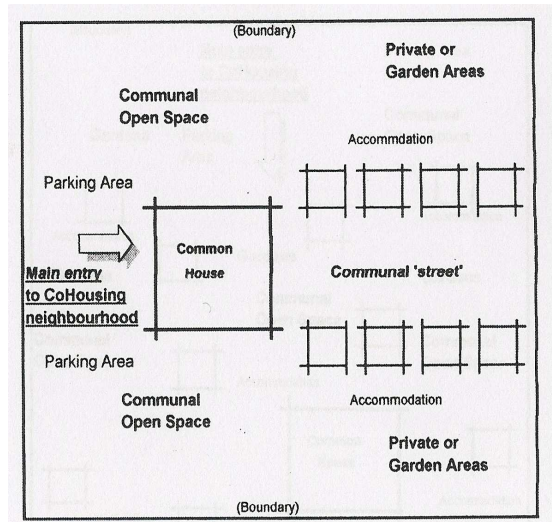 (Boundary)
Private or
Garden Areas
Communal
Open Space
Accommdation
Parking Area
Common
House
Main entry
to CoHousing
neighbourhood
Communal 'street'
Parking Area
Communal
Open Space
Accommodation
Private or
Garden Areas
(Boundary)